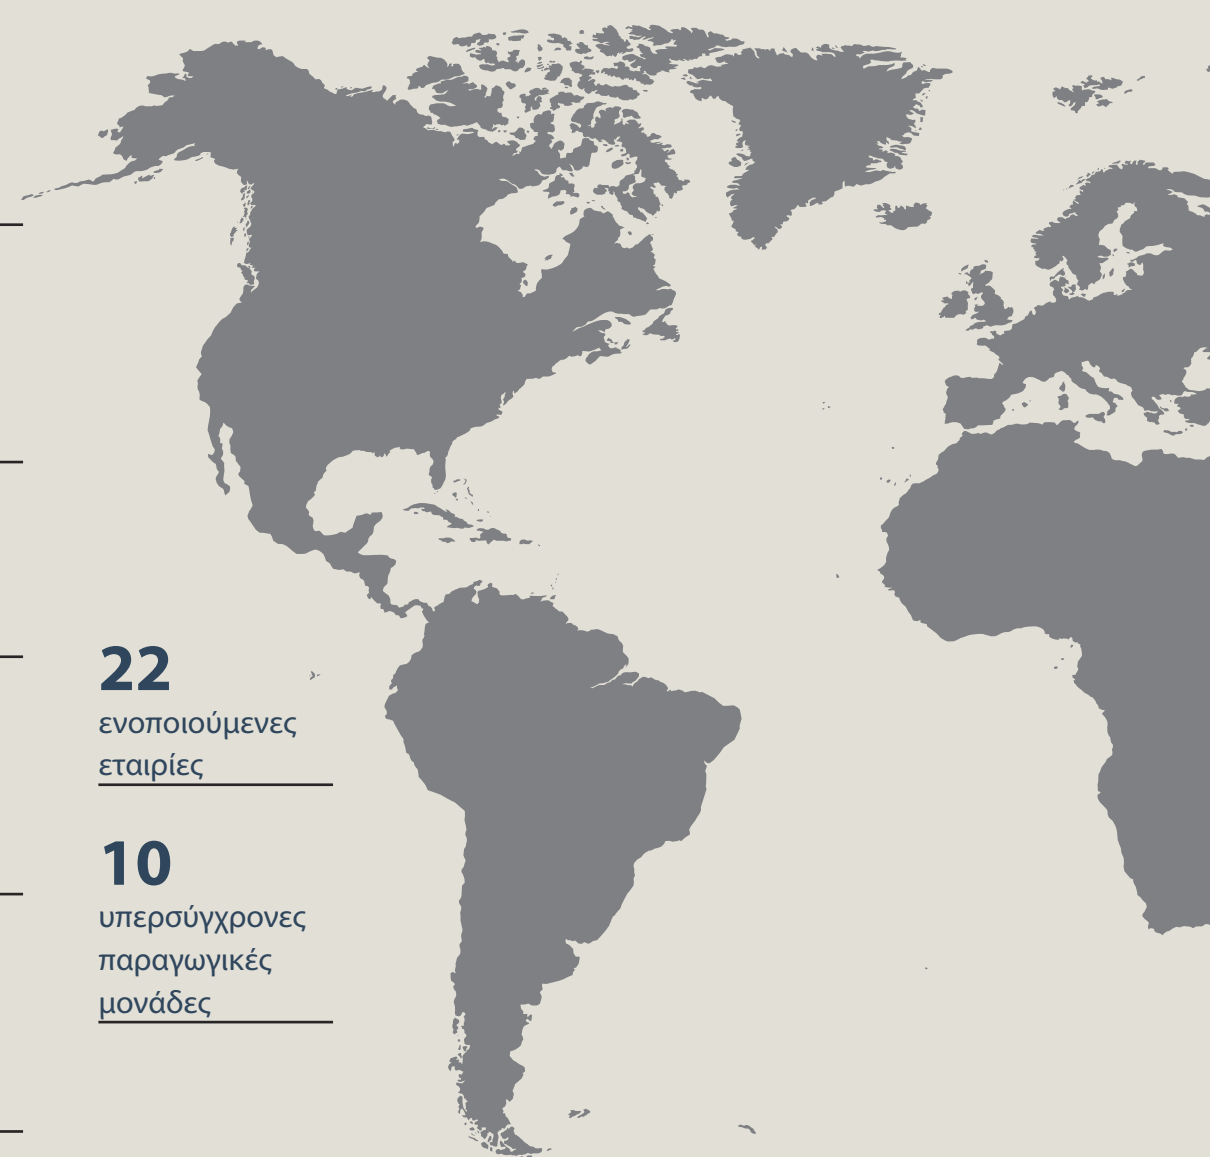 22
ενοποιούμενες
εταιρίες
10
υπερσύγχρονες
παραγωγικές
μονάδες